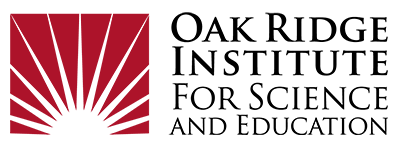 OAK RIDGE
INSTITUTE
FOR SCIENCE
AND EDUCATION